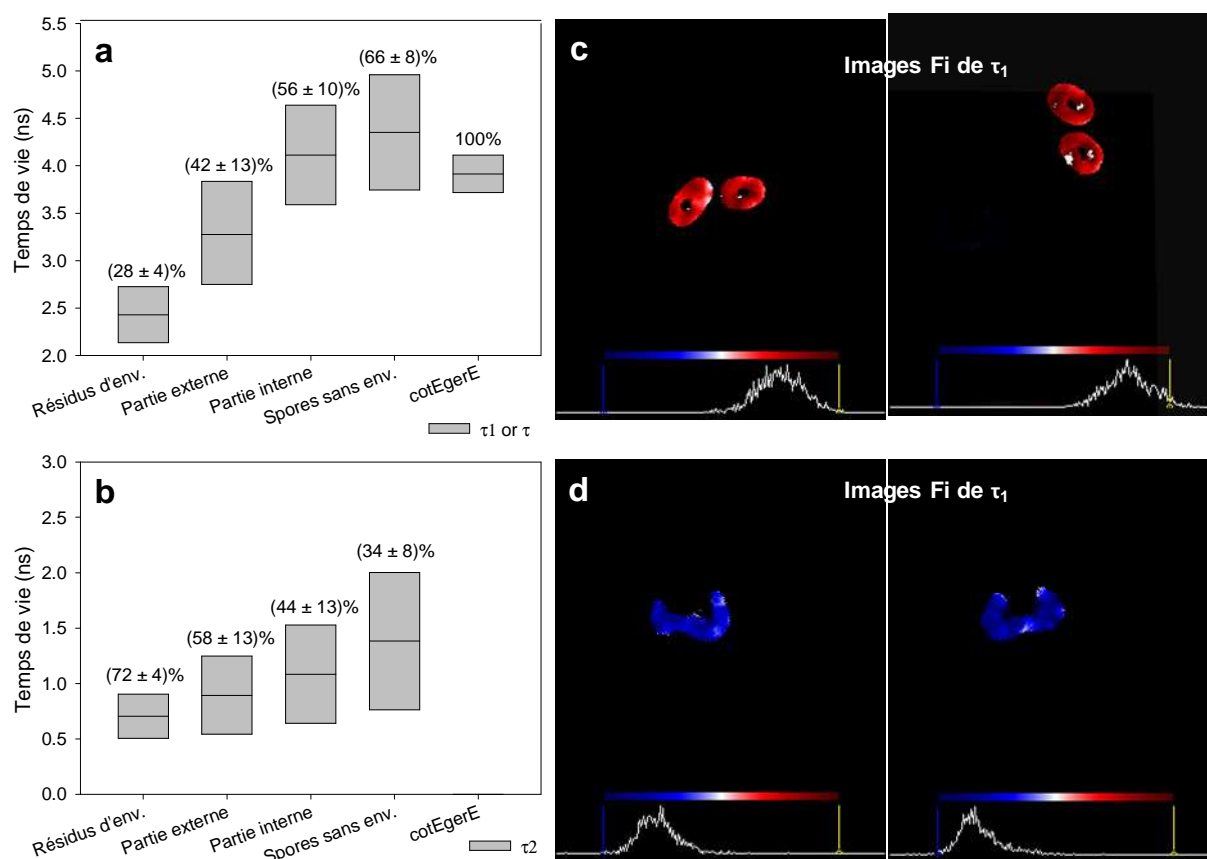 a
Temps de vie (ns)
5.5
5.0
4.5
4.0
3.5
3.0
2.5
2.0
(28 ± 4)%
(42 ± 13)%
(56 ± 10)%
(66 ± 8)%
100%
Résidus d'env.
Partie externe
Partie interne
Spores sans env.
cotEgerE
τ1 or τ
c
Images Fi de τ1
b
Temps de vie (ns)
3.0
2.5
2.0
1.5
1.0
0.5
0.0
(72 ± 4)%
(58 ± 13)%
(44 ± 13)%
(34 ± 8)%
Résidus d'env.
Partie externe
Partie interne
Spores sans env.
cotEgerE
τ2
d
Images Fi de τ1